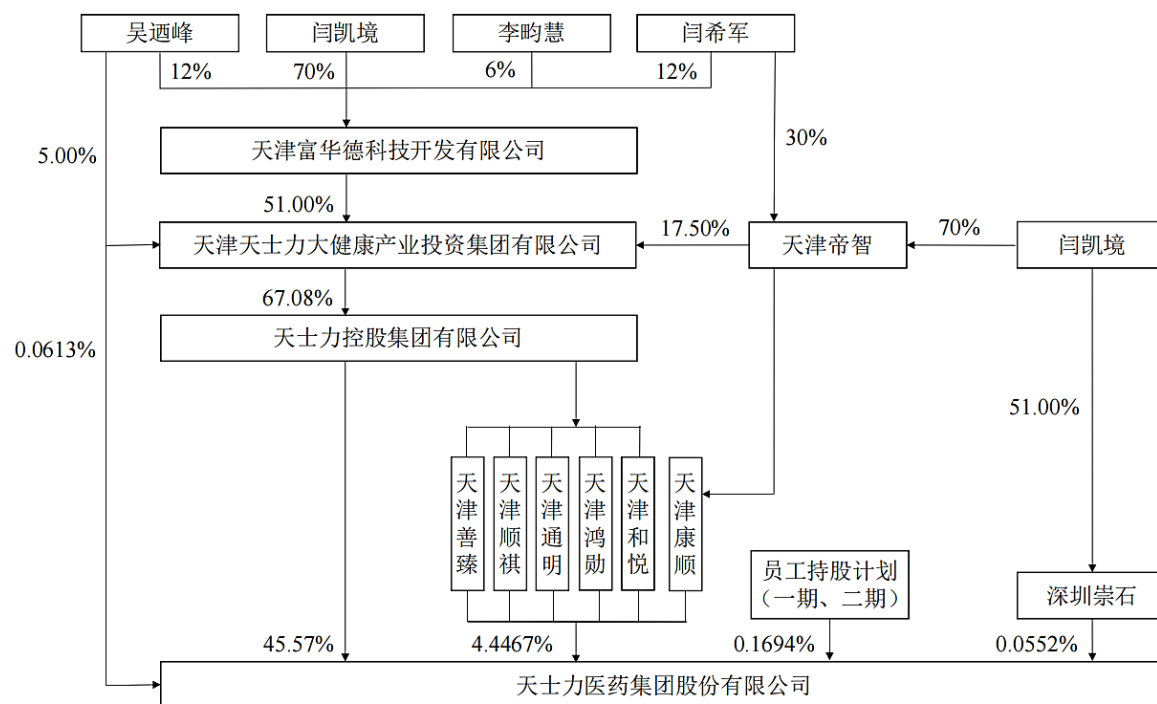 吴迺峰
闫凯境
李畇慧
闫希军
12%
70%
6%
12%
天津富华德科技开发有限公司
30%
5.00%
51.00%
天津天士力大健康产业投资集团有限公司
17.50%
天津帝智
70%
闫凯境
67.08%
天士力控股集团有限公司
0.0613%
51.00%
天津善臻
天津顺祺
天津通明
天津鸿勋
天津和悦
天津康顺
员工持股计划
（一期、二期）
深圳崇石
45.57%
4.4467%
0.1694%
0.0552%
天士力医药集团股份有限公司